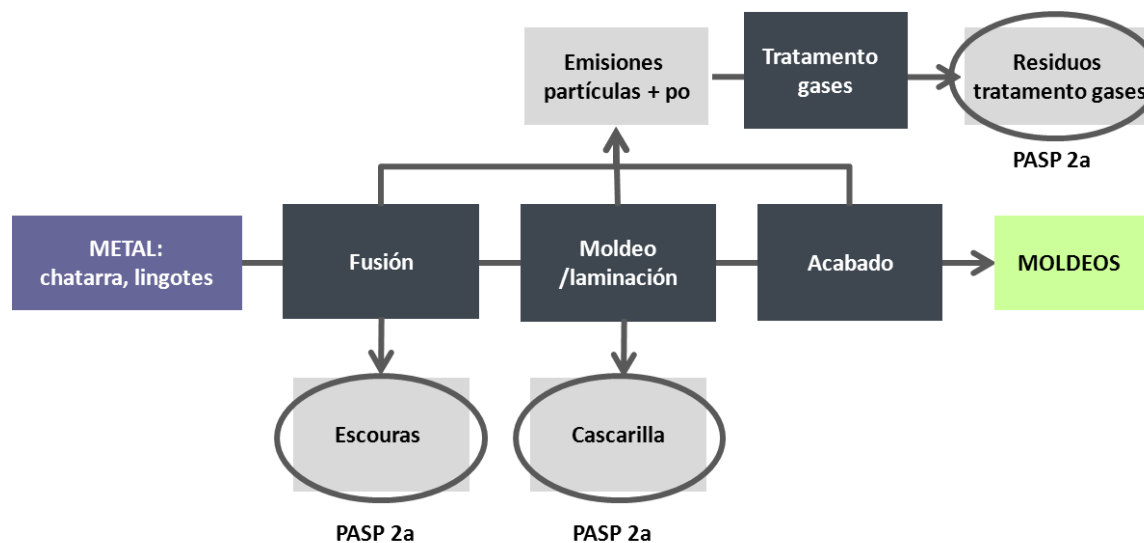 Emisiones
partículas + po
Tratamento
gases
Residuos
tratamento gases
PASP 2a
METAL:
chatarra, lingotes
Fusión
Moldeo
/laminación
Acabado
MOLDEOS
Escouras
Cascarilla
PASP 2a
PASP 2a